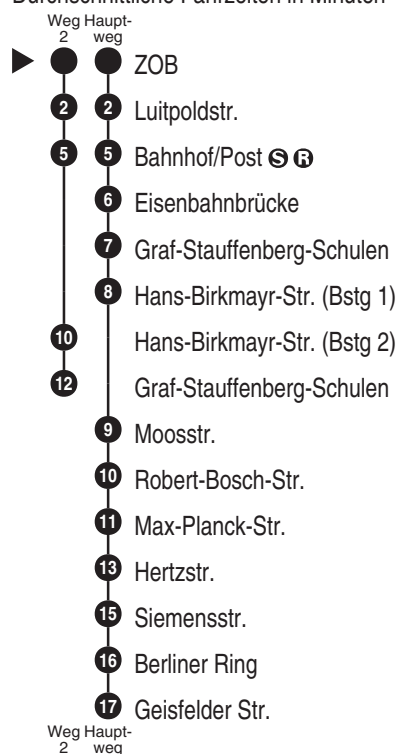 Durchschnittliche Fahrzeiten in Minuten
Weg Haupt-
2 weg
ZOB
2 2 Luitpoldstr.
5 5 Bahnhof/Post S R
6 Eisenbahnbrücke
7 Graf-Stauffenberg-Schulen
8 Hans-Birkmayr-Str. (Bstg 1)
10 Hans-Birkmayr-Str. (Bstg 2)
12 Graf-Stauffenberg-Schulen
9 Moosstr.
10 Robert-Bosch-Str.
11 Max-Planck-Str.
13 Hertzstr.
15 Siemensstr.
16 Berliner Ring
17 Geisfelder Str.
Weg Haupt-
2 weg